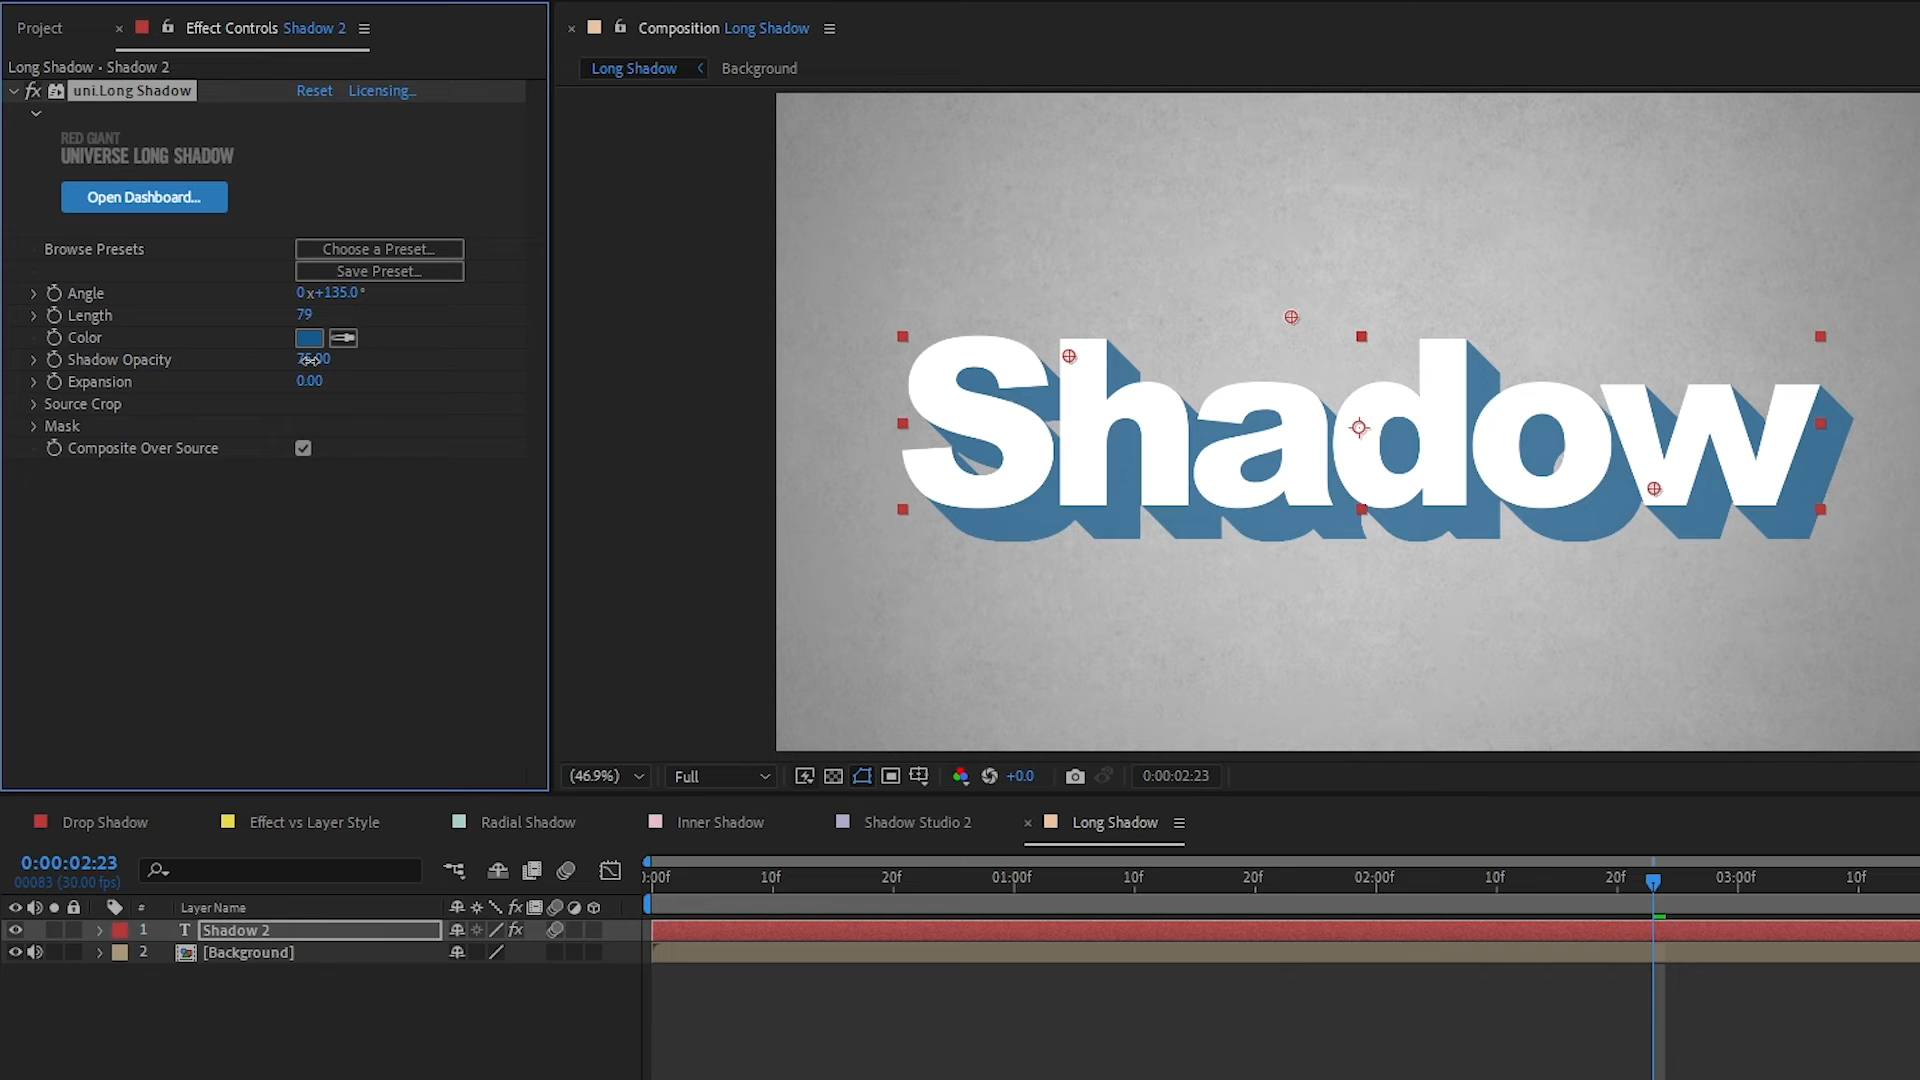 Project
Effect Controls Shadow 2
Composition Long Shadow
Long Shadow • Shadow 2
Long Shadow
Background
fx uni.Long Shadow
Reset
Licensing...
RED GIANT
UNIVERSE LONG SHADOW
Open Dashboard...
Browse Presets
Choose a Preset...
Save Preset...
Angle
0x+135.0°
Length
79
Color
Shadow Opacity
Expansion
0.00
Source Crop
Mask
Composite Over Source
Shadow
(46.9%)
Full
+0.0
0:00:02:23
Drop Shadow
Effect vs Layer Style
Radial Shadow
Inner Shadow
Shadow Studio 2
Long Shadow
0:00:02:23
00083 (30.00 fps)
:00f
10f
20f
01:00f
10f
20f
02:00f
10f
20f
03:00f
10f
#
Layer Name
fx
1
T
Shadow 2
fx
2
[Background]